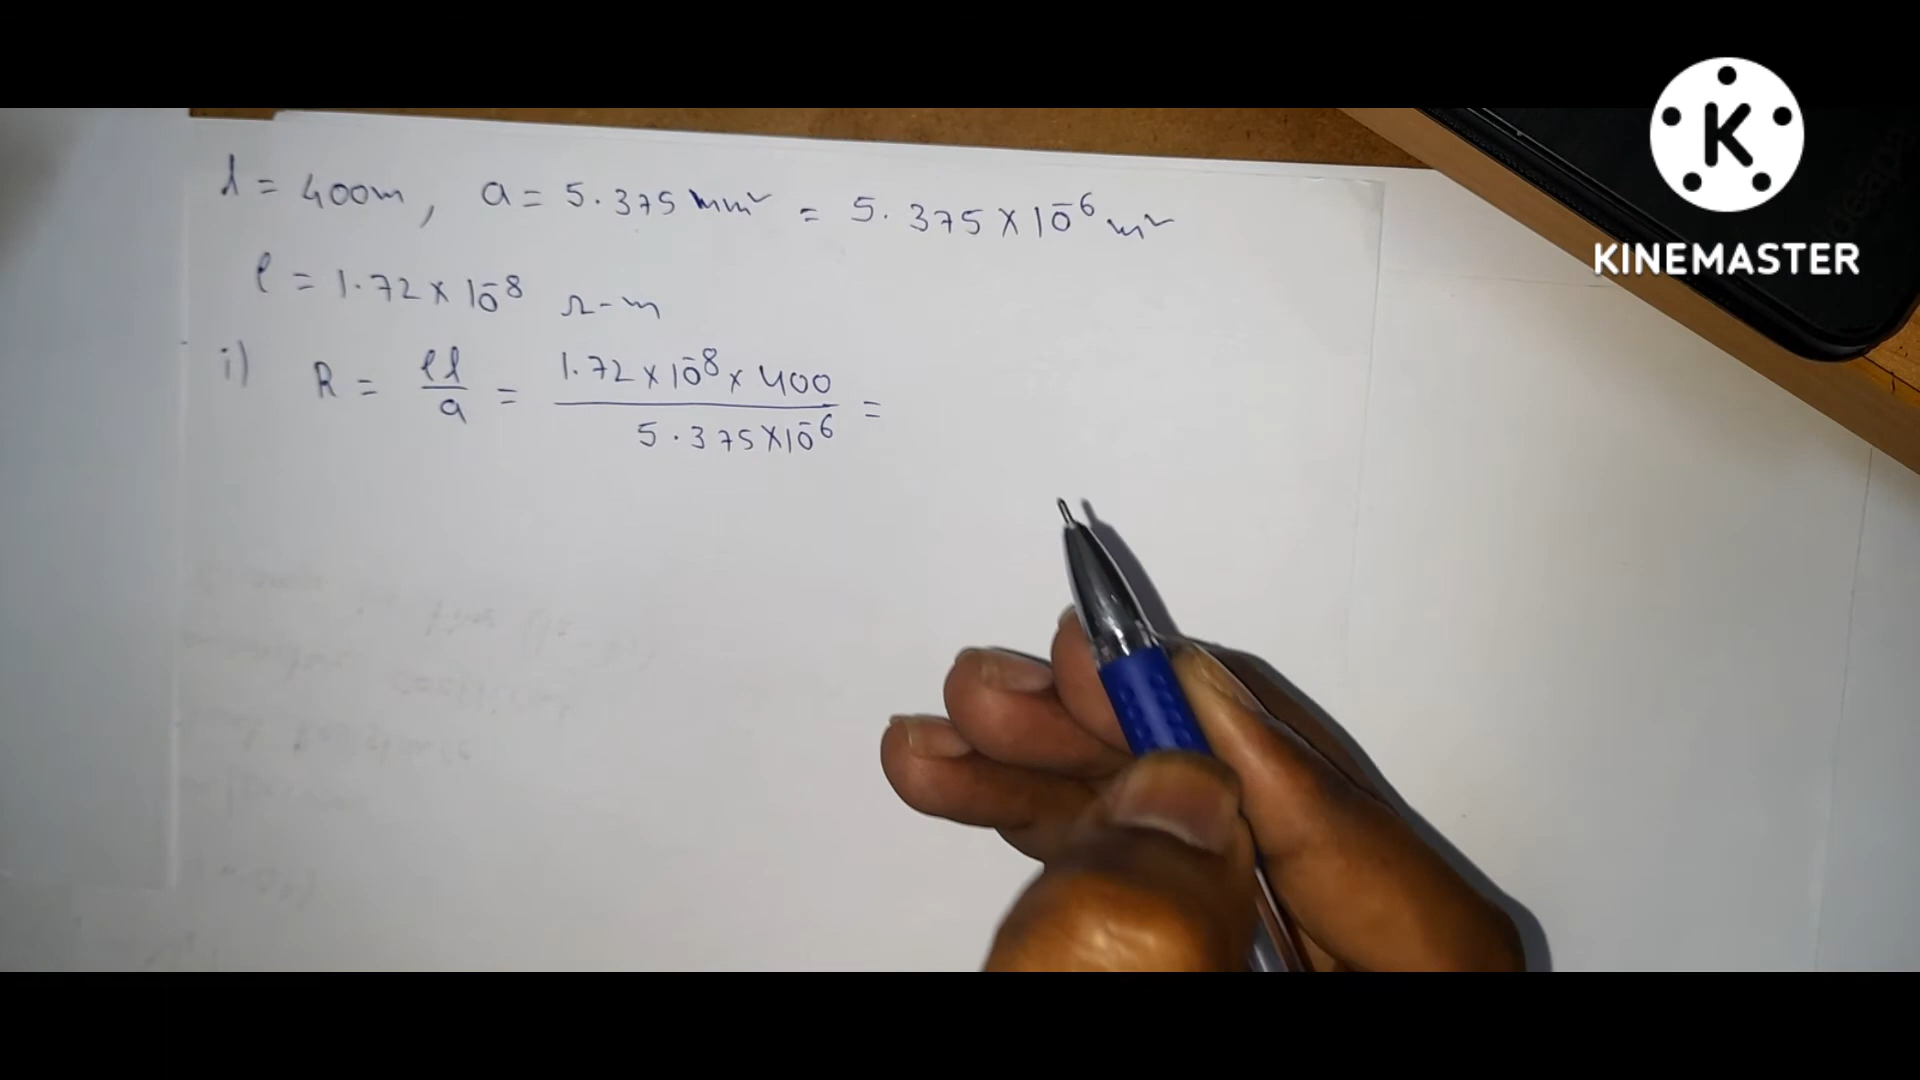 l = 400m, a = 5.375 mm² = 5.375 × 10⁻⁶ m²
ρ = 1.72 × 10⁻⁸ Ω-m
i) R = ρl/a = 1.72 × 10⁻⁸ × 400 / 5.375 × 10⁻⁶ =
K
KINEMASTER